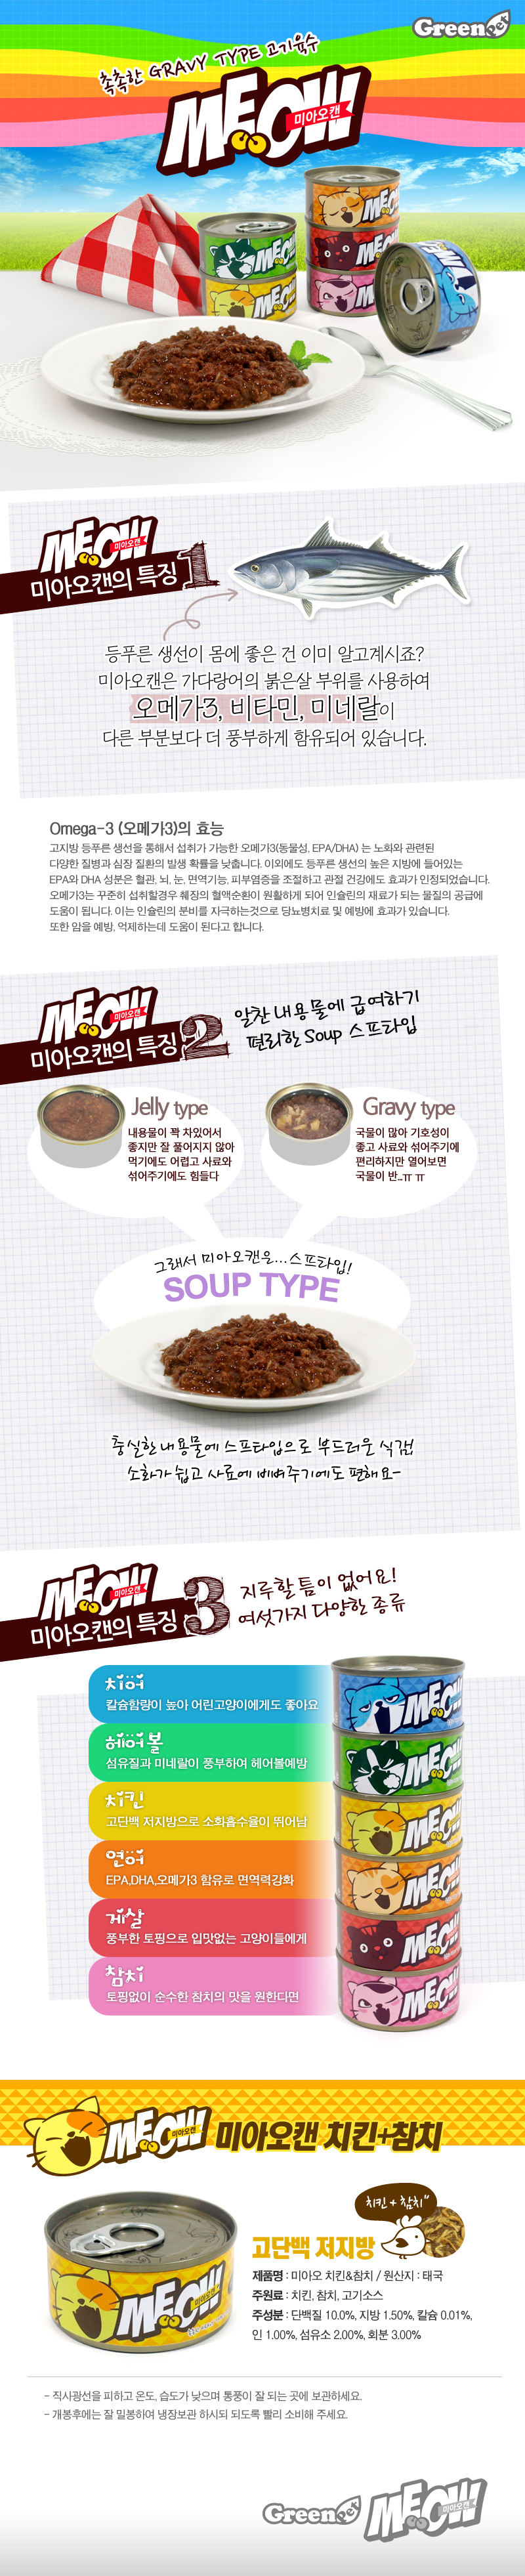 Green Pet
촉촉한 GRAVY TYPE 고기육수
MEOW
미아오캔
MEOW
MEOW
MEOW
MEOW
MEOW
MEOW
MEOW
미아오캔
미아오캔의 특징 1
등푸른 생선이 몸에 좋은 건 이미 알고계시죠?
미아오캔은 가다랑어의 붉은살 부위를 사용하여
오메가3, 비타민, 미네랄이
다른 부분보다 더 풍부하게 함유되어 있습니다.
Omega-3 (오메가3)의 효능
고지방 등푸른 생선을 통해서 섭취가 가능한 오메가3(동물성, EPA/DHA) 는 노화와 관련된
다양한 질병과 심장 질환의 발생 확률을 낮춥니다. 이외에도 등푸른 생선의 높은 지방에 들어있는
EPA와 DHA 성분은 혈관, 뇌, 눈, 면역기능, 피부염증을 조절하고 관절 건강에도 효과가 인정되었습니다.
오메가3는 꾸준히 섭취할경우 췌장의 혈액순환이 원활하게 되어 인슐린의 재료가 되는 물질의 공급에
도움이 됩니다. 이는 인슐린의 분비를 자극하는것으로 당뇨병치료 및 예방에 효과가 있습니다.
또한 암을 예방, 억제하는데 도움이 된다고 합니다.
MEOW
미아오캔
미아오캔의 특징 2
알찬 내용물에 급여하기
편리한 Soup 스프타입
Jelly type
내용물이 꽉 차있어서
좋지만 잘 풀어지지 않아
먹기에도 어렵고 사료와
섞어주기에도 힘들다
Gravy type
국물이 많아 기호성이
좋고 사료와 섞어주기에
편리하지만 열어보면
국물이 반...ㅠㅠ
그래서 미아오캔은... 스프타입!
SOUP TYPE
충실한 내용물에 스프타입으로 부드러운 식감!
소화가 쉽고 사료에 비벼주기에도 편해요~
MEOW
미아오캔
미아오캔의 특징 3
지루할 틈이 없어요!
여섯가지 다양한 종류
치어
칼슘함량이 높아 어린고양이에게도 좋아요
MEOW
헤어볼
섬유질과 미네랄이 풍부하여 헤어볼예방
MEOW
치킨
고단백 저지방으로 소화흡수율이 뛰어남
MEOW
연어
EPA,DHA,오메가3 함유로 면역력강화
MEOW
게살
풍부한 토핑으로 입맛없는 고양이들에게
MEOW
참치
토핑없이 순수한 참치의 맛을 원한다면
MEOW
MEOW
미아오캔
미아오캔 치킨+참치
치킨 + 참치"
고단백 저지방
MEOW
미아오캔
제품명 : 미아오 치킨&참치 / 원산지 : 태국
주원료 : 치킨, 참치, 고기소스
주성분 : 단백질 10.0%, 지방 1.50%, 칼슘 0.01%,
인 1.00%, 섬유소 2.00%, 회분 3.00%
- 직사광선을 피하고 온도, 습도가 낮으며 통풍이 잘 되는 곳에 보관하세요.
- 개봉후에는 잘 밀봉하여 냉장보관 하시되 되도록 빨리 소비해 주세요.
Green Pet
MEOW
미아오캔